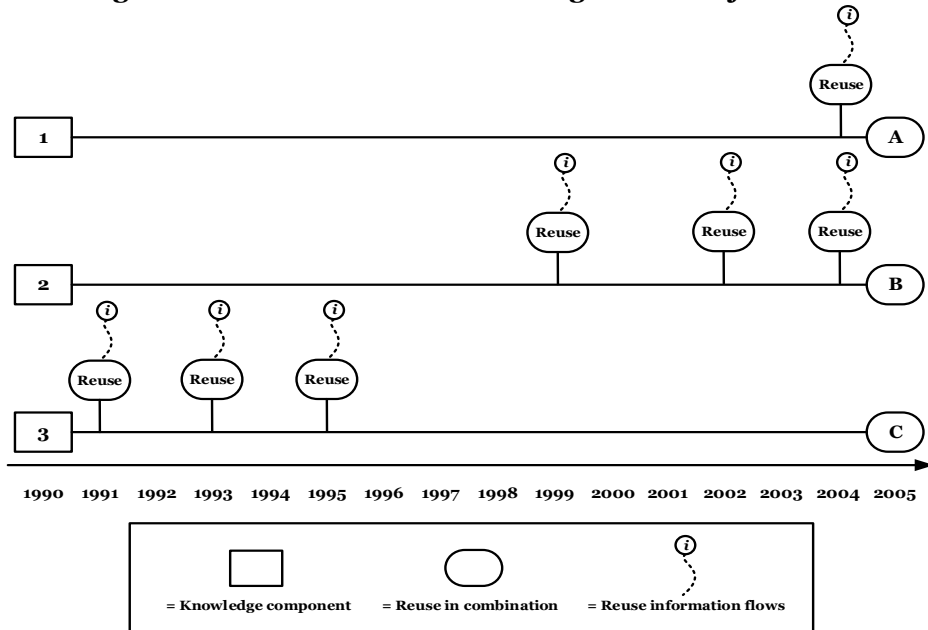 i
Reuse
1
A
i
i
i
Reuse
Reuse
Reuse
2
B
i
i
i
Reuse
Reuse
Reuse
3
C
1990 1991 1992 1993 1994 1995 1996 1997 1998 1999 2000 2001 2002 2003 2004 2005
i
= Knowledge component
= Reuse in combination
= Reuse information flows